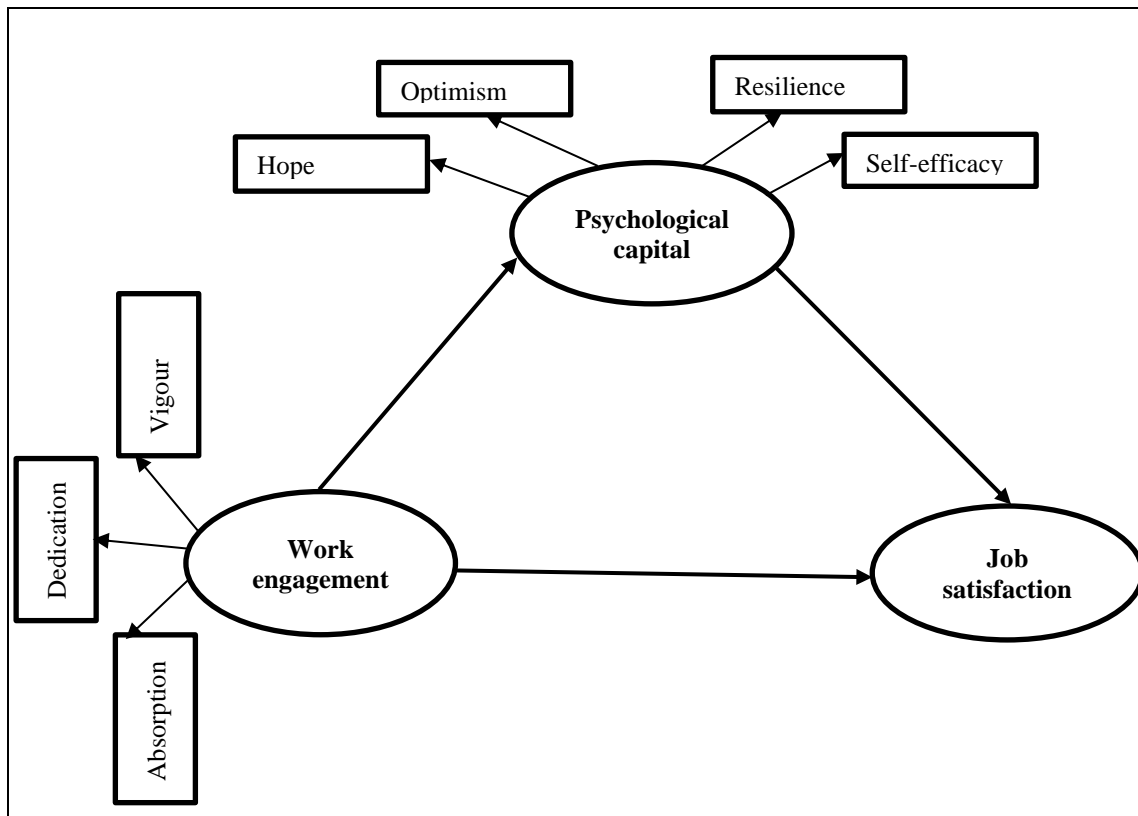 Optimism
Resilience
Hope
Self-efficacy
Psychological
capital
Vigour
Dedication
Work
engagement
Job
satisfaction
Absorption